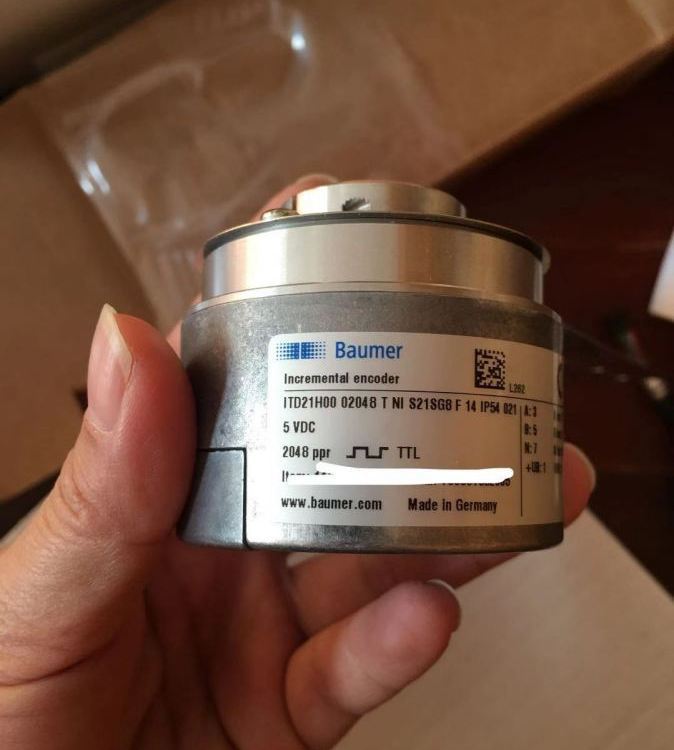 Baumer
L262
Incremental encoder
ITD21H00 02048 T NI S21SG8 F 14 IP54 021
5 VDC
2048 ppr TTL
www.baumer.com Made in Germany
A: 3
B: 5
N: 7
+UB: 1